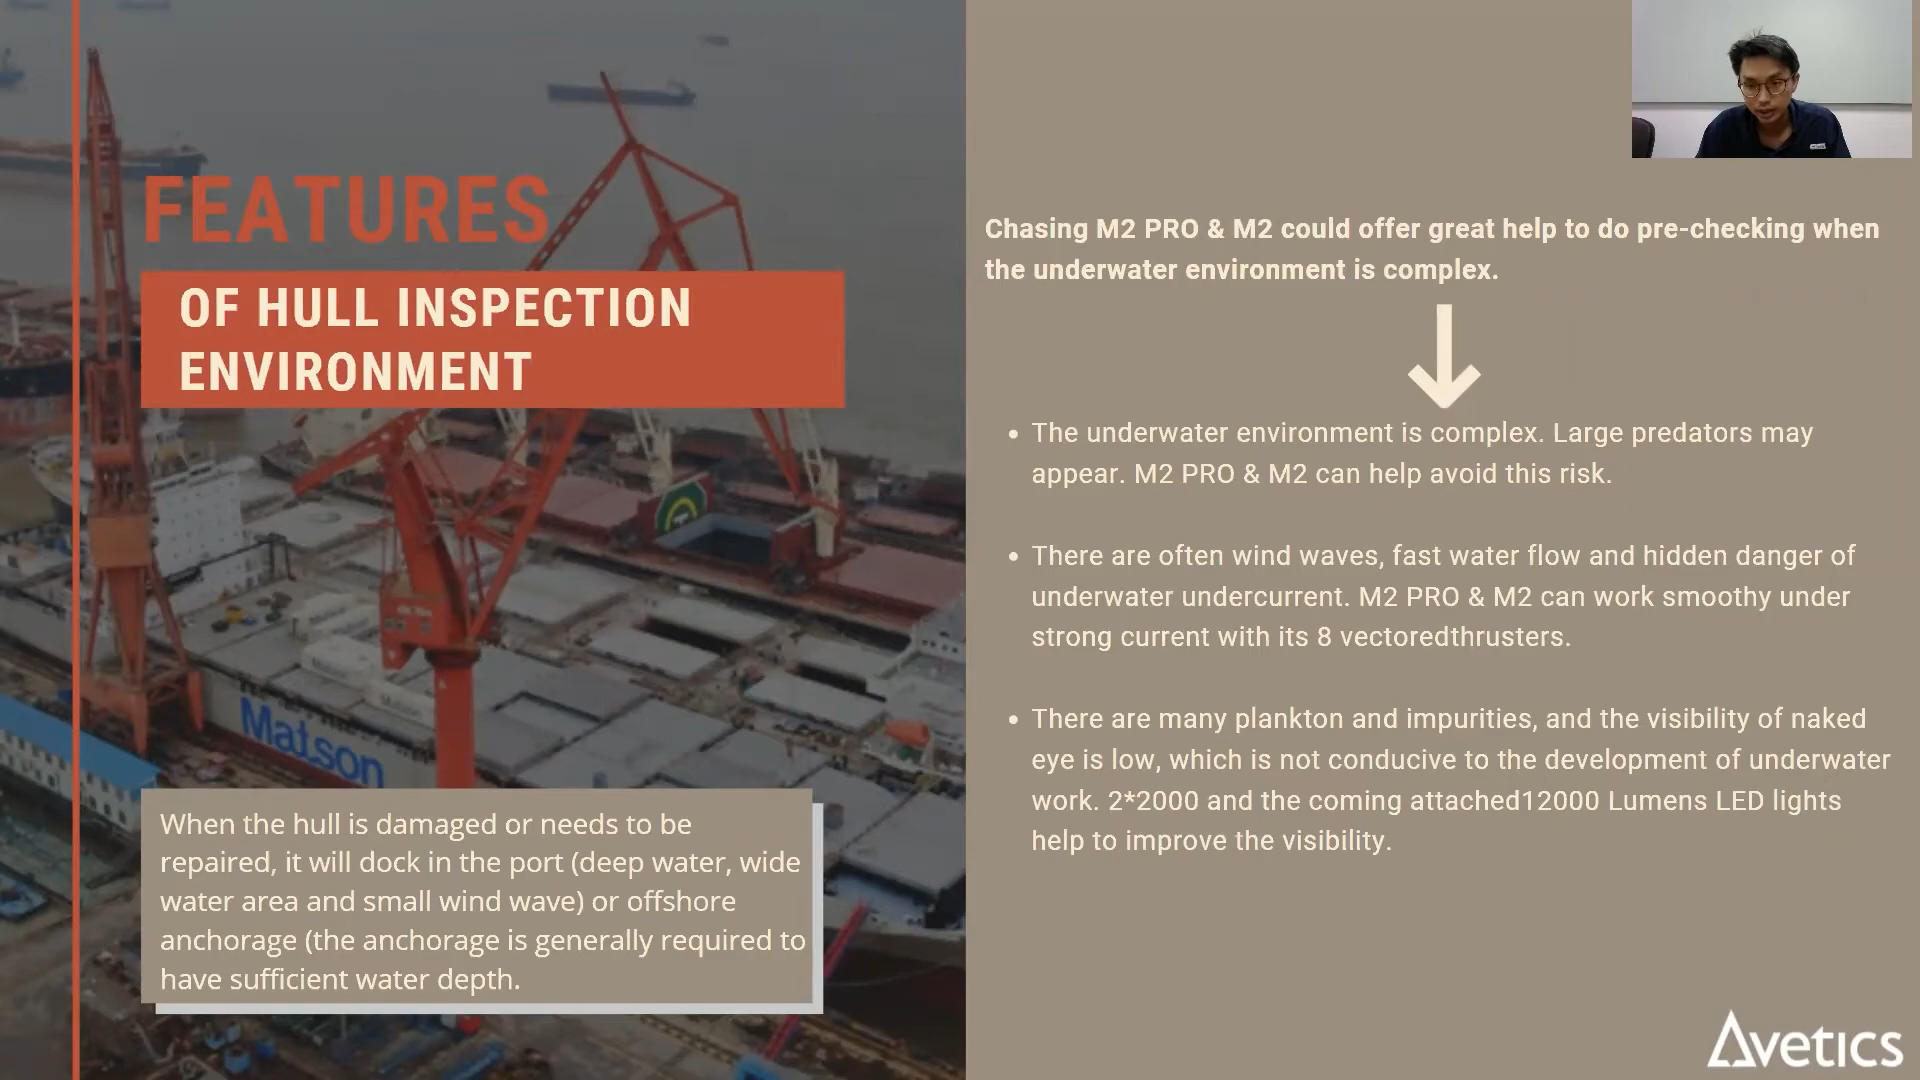 FEATURES
OF HULL INSPECTION
ENVIRONMENT
Matson
When the hull is damaged or needs to be
repaired, it will dock in the port (deep water, wide
water area and small wind wave) or offshore
anchorage (the anchorage is generally required to
have sufficient water depth.
Chasing M2 PRO & M2 could offer great help to do pre-checking when
the underwater environment is complex.
• The underwater environment is complex. Large predators may
appear. M2 PRO & M2 can help avoid this risk.
• There are often wind waves, fast water flow and hidden danger of
underwater undercurrent. M2 PRO & M2 can work smoothy under
strong current with its 8 vectoredthrusters.
• There are many plankton and impurities, and the visibility of naked
eye is low, which is not conducive to the development of underwater
work. 2*2000 and the coming attached12000 Lumens LED lights
help to improve the visibility.
Avetics